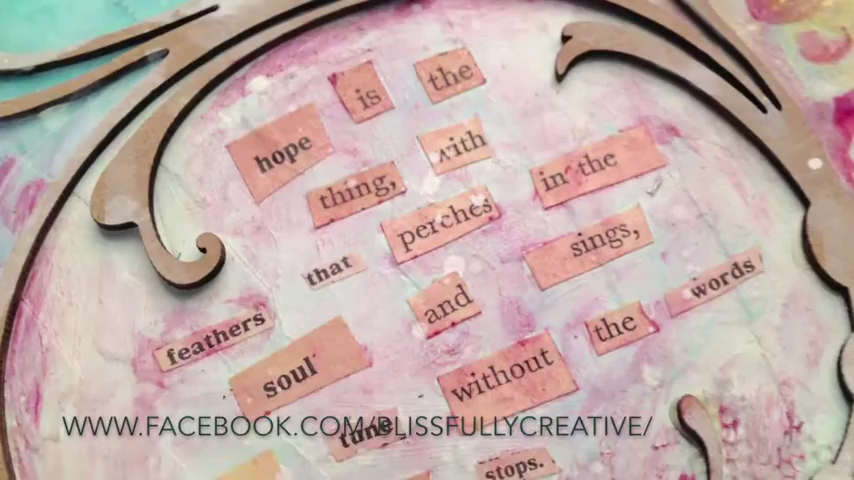 hope is the
thing, with
feathers that perches in the
soul and sings,
tune without the words
stops.
WWW.FACEBOOK.COM/BLISSFULLYCREATIVE/